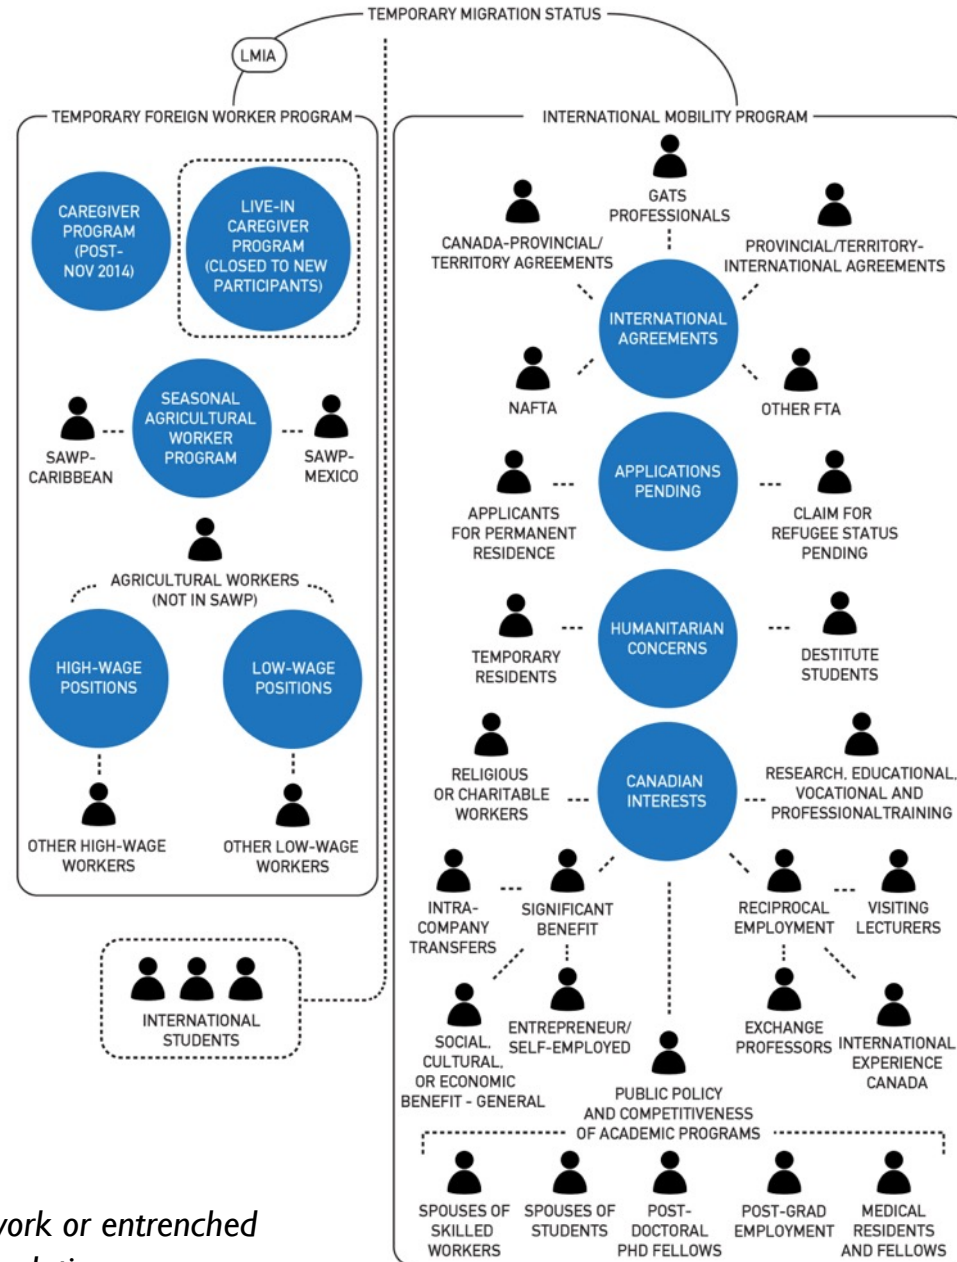 TEMPORARY MIGRATION STATUS
LMIA
TEMPORARY FOREIGN WORKER PROGRAM
CAREGIVER
PROGRAM
(POST-
NOV 2014)
LIVE-IN
CAREGIVER
PROGRAM
(CLOSED TO NEW
PARTICIPANTS)
SEASONAL
AGRICULTURAL
WORKER
PROGRAM
SAWP-
CARIBBEAN
SAWP-
MEXICO
AGRICULTURAL WORKERS
(NOT IN SAWP)
HIGH-WAGE
POSITIONS
LOW-WAGE
POSITIONS
OTHER HIGH-WAGE
WORKERS
OTHER LOW-WAGE
WORKERS
INTERNATIONAL
STUDENTS
INTERNATIONAL MOBILITY PROGRAM
GATS
PROFESSIONALS
CANADA-PROVINCIAL/
TERRITORY AGREEMENTS
PROVINCIAL/TERRITORY-
INTERNATIONAL AGREEMENTS
INTERNATIONAL
AGREEMENTS
NAFTA
OTHER FTA
APPLICATIONS
PENDING
APPLICANTS
FOR PERMANENT
RESIDENCE
CLAIM FOR
REFUGEE STATUS
PENDING
HUMANITARIAN
CONCERNS
TEMPORARY
RESIDENTS
DESTITUTE
STUDENTS
CANADIAN
INTERESTS
RELIGIOUS
OR CHARITABLE
WORKERS
RESEARCH, EDUCATIONAL,
VOCATIONAL AND
PROFESSIONALTRAINING
INTRA-
COMPANY
TRANSFERS
SIGNIFICANT
BENEFIT
RECIPROCAL
EMPLOYMENT
VISITING
LECTURERS
SOCIAL,
CULTURAL,
OR ECONOMIC
BENEFIT - GENERAL
ENTREPRENEUR/
SELF-EMPLOYED
EXCHANGE
PROFESSORS
INTERNATIONAL
EXPERIENCE
CANADA
PUBLIC POLICY
AND COMPETITIVENESS
OF ACADEMIC PROGRAMS
SPOUSES OF
SKILLED
WORKERS
SPOUSES OF
STUDENTS
POST-
DOCTORAL
PHD FELLOWS
POST-GRAD
EMPLOYMENT
MEDICAL
RESIDENTS
AND FELLOWS
work or entrenched